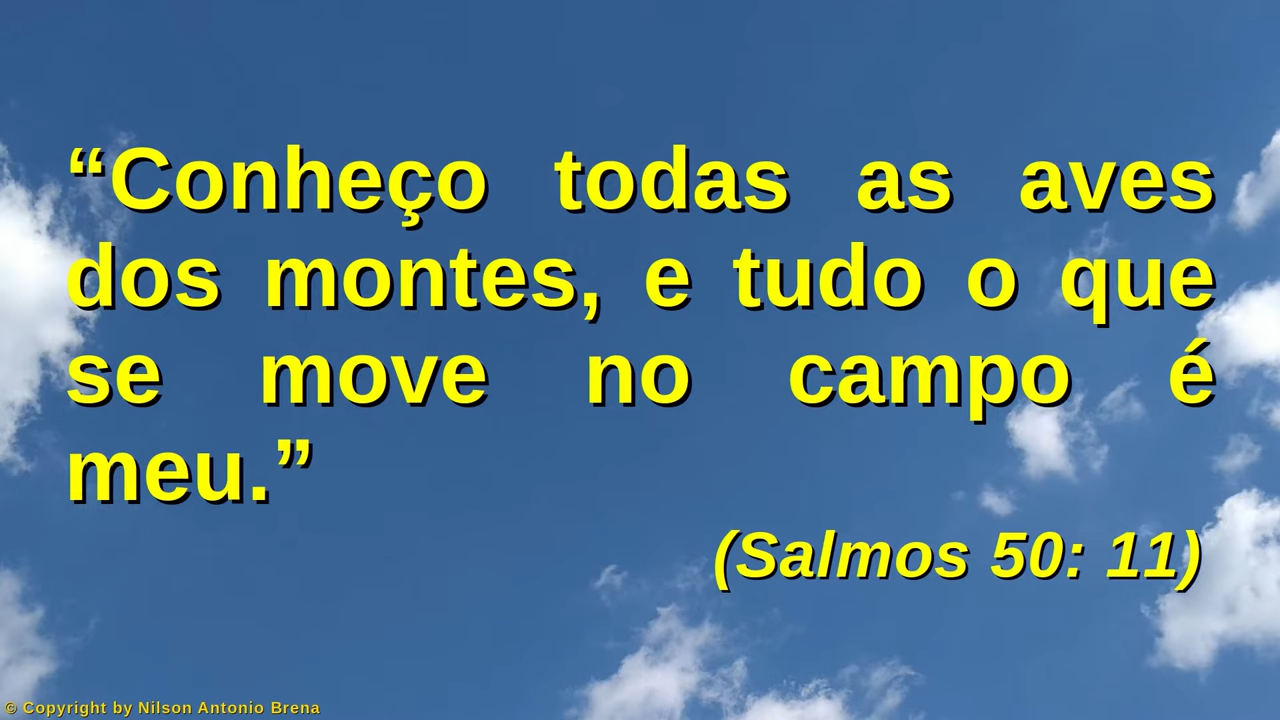 “Conheço todas as aves
dos montes, e tudo o que
se move no campo é
meu.”
(Salmos 50: 11)
© Copyright by Nilson Antonio Brena